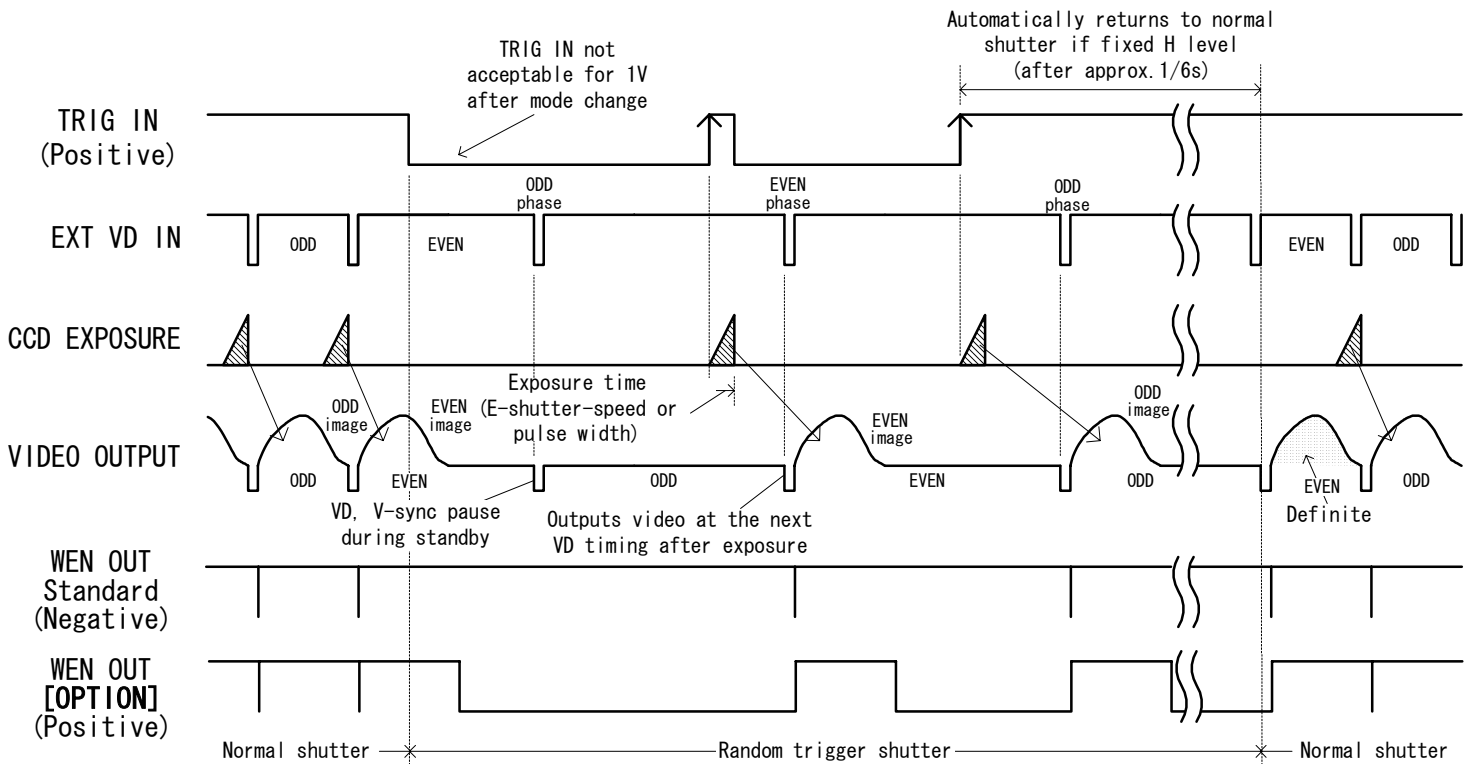 Automatically returns to normal
shutter if fixed H level
(after approx.1/6s)
TRIG IN not
acceptable for 1V
after mode change
TRIG IN
(Positive)
ODD
phase
EVEN
phase
ODD
phase
EXT VD IN
ODD
EVEN
EVEN
ODD
CCD EXPOSURE
Exposure time
(E-shutter-speed or
pulse width)
ODD
image
EVEN
image
EVEN
image
ODD
image
VIDEO OUTPUT
ODD
EVEN
ODD
EVEN
ODD
EVEN
ODD
Definite
VD, V-sync pause
during standby
Outputs video at the next
VD timing after exposure
WEN OUT
Standard
(Negative)
WEN OUT
[OPTION]
(Positive)
Normal shutter
Random trigger shutter
Normal shutter